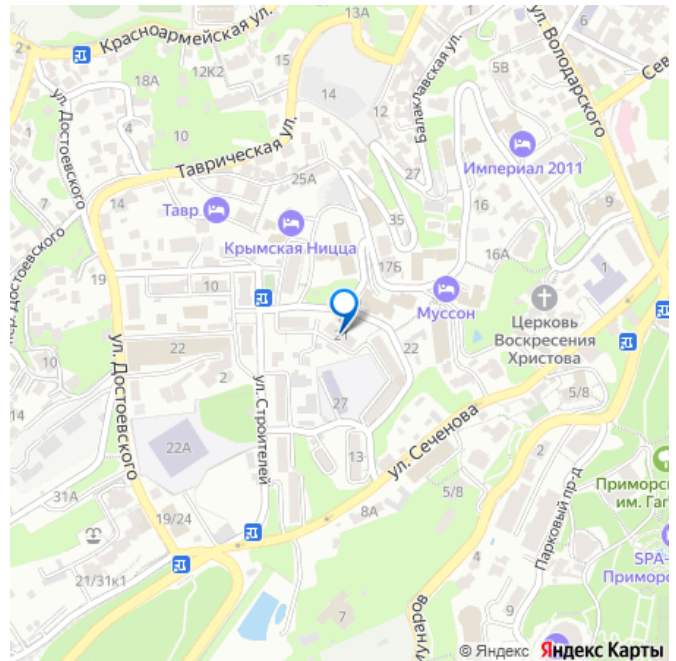 Красноармейская ул.
13А
12К2
15
12
14
18А
2
4
10
ул. Достоевского
Таврическая ул.
Балаклавская ул.
5В
6
ул. Володарского
Империал 2011
25А
27
16
9
7
14
Тавр
Крымская Ницца
35
17Б
16А
1
19
10
Муссон
Церковь
Воскресения
Христова
21
22
22
2
ул. Достоевского
ул. Строителей
27
5/8
14
22А
13
ул. Сеченова
2
31А
5/8
Приморс
им. Гаг
19/24
8А
Парковый пр-д
21/31к1
4
SPA-
Приморс
7
9
© Яндекс Яндекс Карты